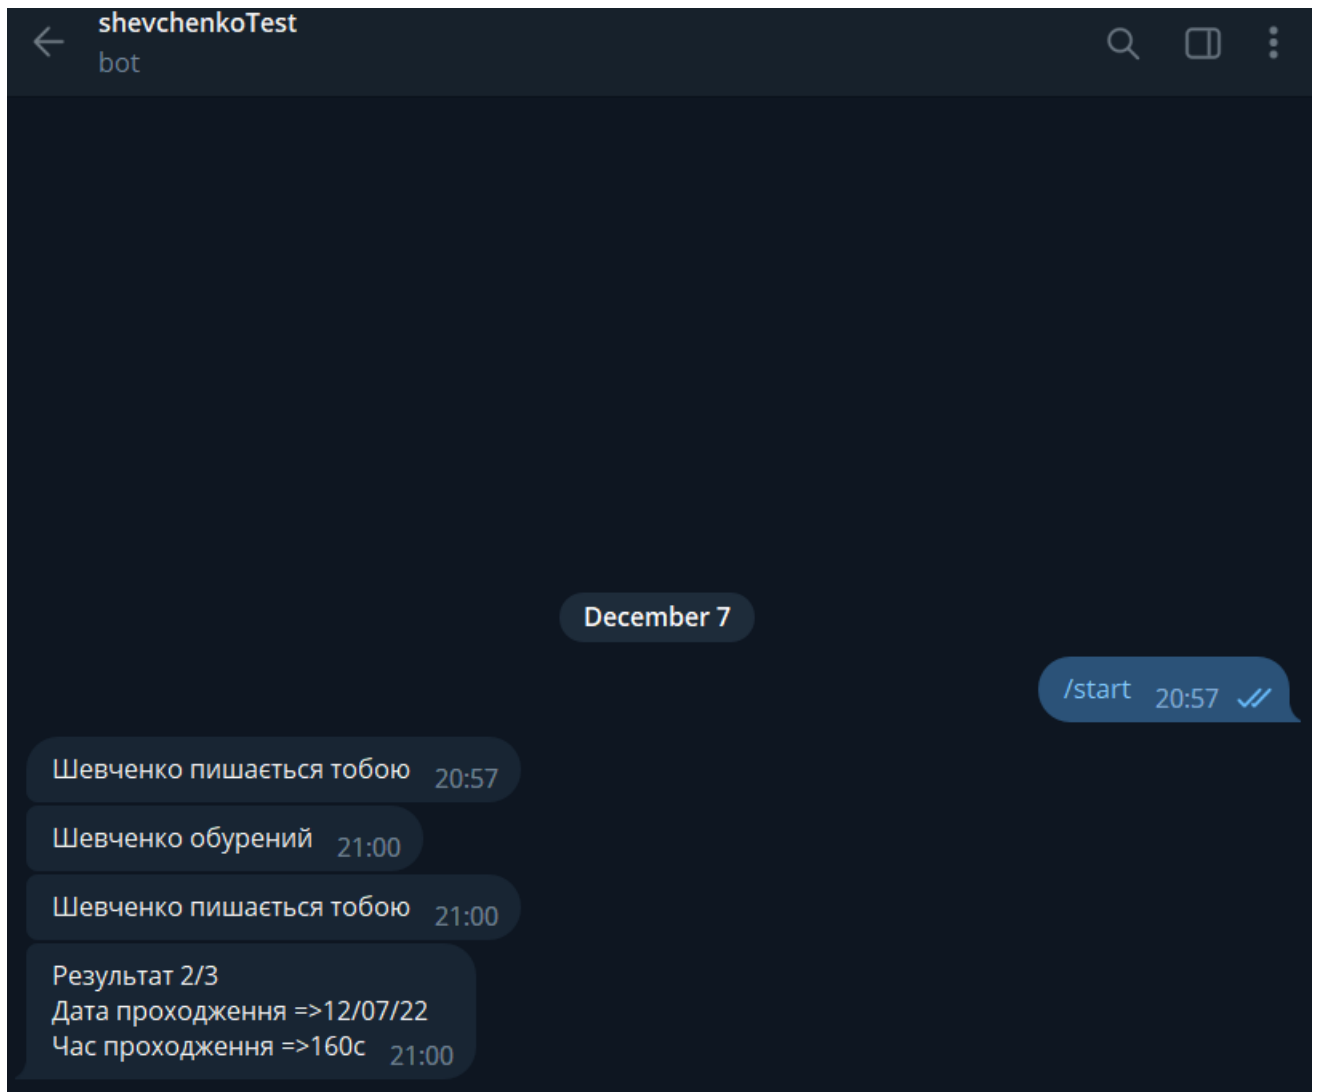 shevchenkoTest
bot
December 7
/start 20:57
Шевченко пишається тобою 20:57
Шевченко обурений 21:00
Шевченко пишається тобою 21:00
Результат 2/3
Дата проходження =>12/07/22
Час проходження =>160с 21:00